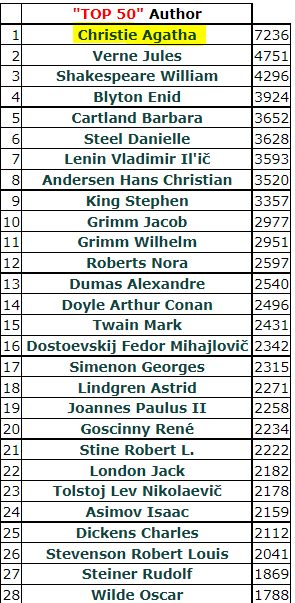 "TOP 50" Author
1 Christie Agatha 7236
2 Verne Jules 4751
3 Shakespeare William 4296
4 Blyton Enid 3924
5 Cartland Barbara 3652
6 Steel Danielle 3628
7 Lenin Vladimir Il'ič 3593
8 Andersen Hans Christian 3520
9 King Stephen 3357
10 Grimm Jacob 2977
11 Grimm Wilhelm 2951
12 Roberts Nora 2597
13 Dumas Alexandre 2540
14 Doyle Arthur Conan 2496
15 Twain Mark 2431
16 Dostoevskij Fedor Mihajlovič 2342
17 Simenon Georges 2315
18 Lindgren Astrid 2271
19 Joannes Paulus II 2258
20 Goscinny René 2234
21 Stine Robert L. 2222
22 London Jack 2182
23 Tolstoj Lev Nikolaevič 2178
24 Asimov Isaac 2159
25 Dickens Charles 2112
26 Stevenson Robert Louis 2041
27 Steiner Rudolf 1869
28 Wilde Oscar 1788